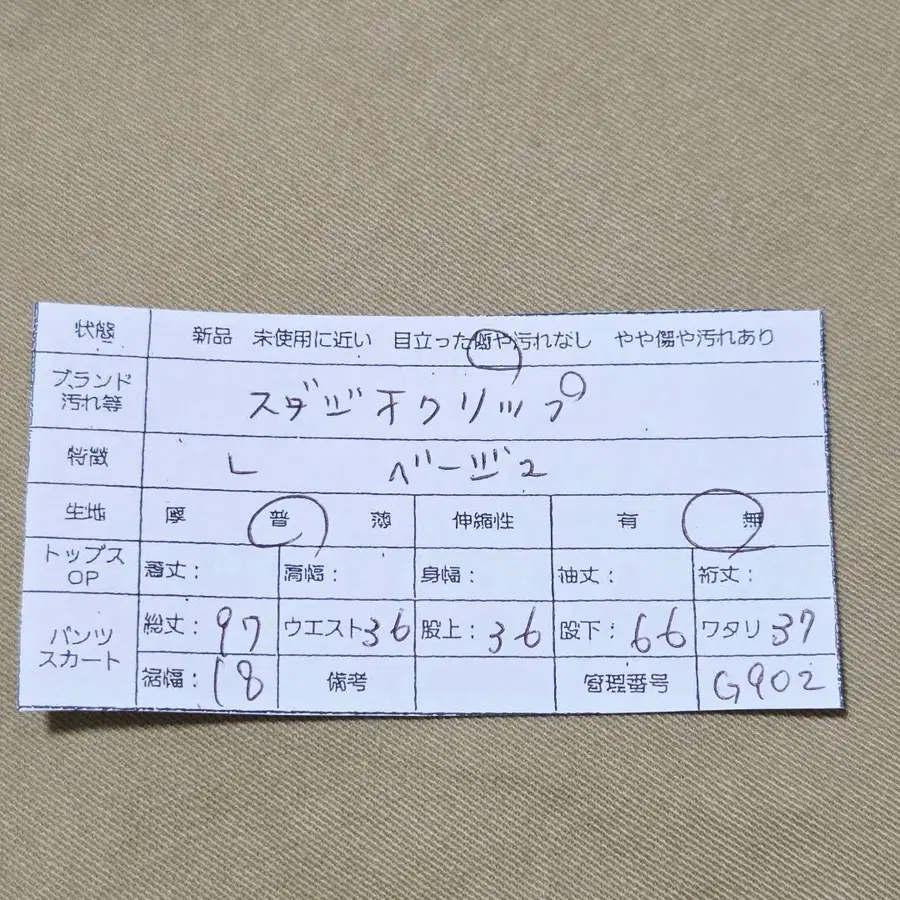 状態 新品 未使用に近い 目立った傷や汚れなし やや傷や汚れあり
ブランド
汚れ等 スダジオクリップ
特徴 L ベージュ
生地 厚 普 薄 伸縮性 有 無
トップス
OP 着丈: 肩幅: 身幅: 袖丈: 裄丈:
パンツ
スカート 総丈: 97 ウエスト36 股上: 36 股下: 66 ワタリ 37
裾幅: 18 備考 管理番号 G902